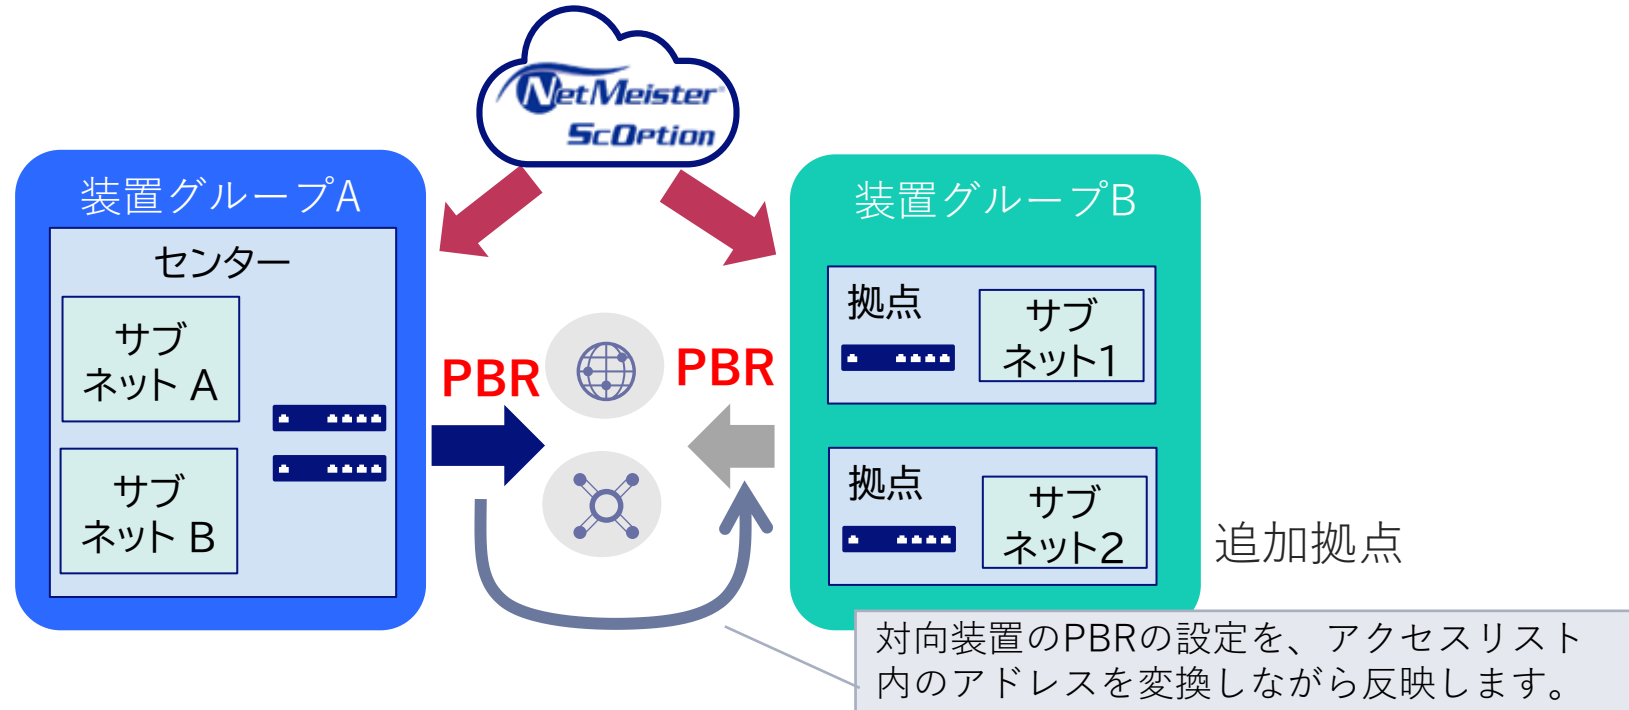 NetMeister
ScOption
装置グループA
センター
サブ
ネット A
サブ
ネット B
PBR
PBR
装置グループB
拠点
サブ
ネット1
拠点
サブ
ネット2
追加拠点
対向装置のPBRの設定を、アクセスリスト
内のアドレスを変換しながら反映します。